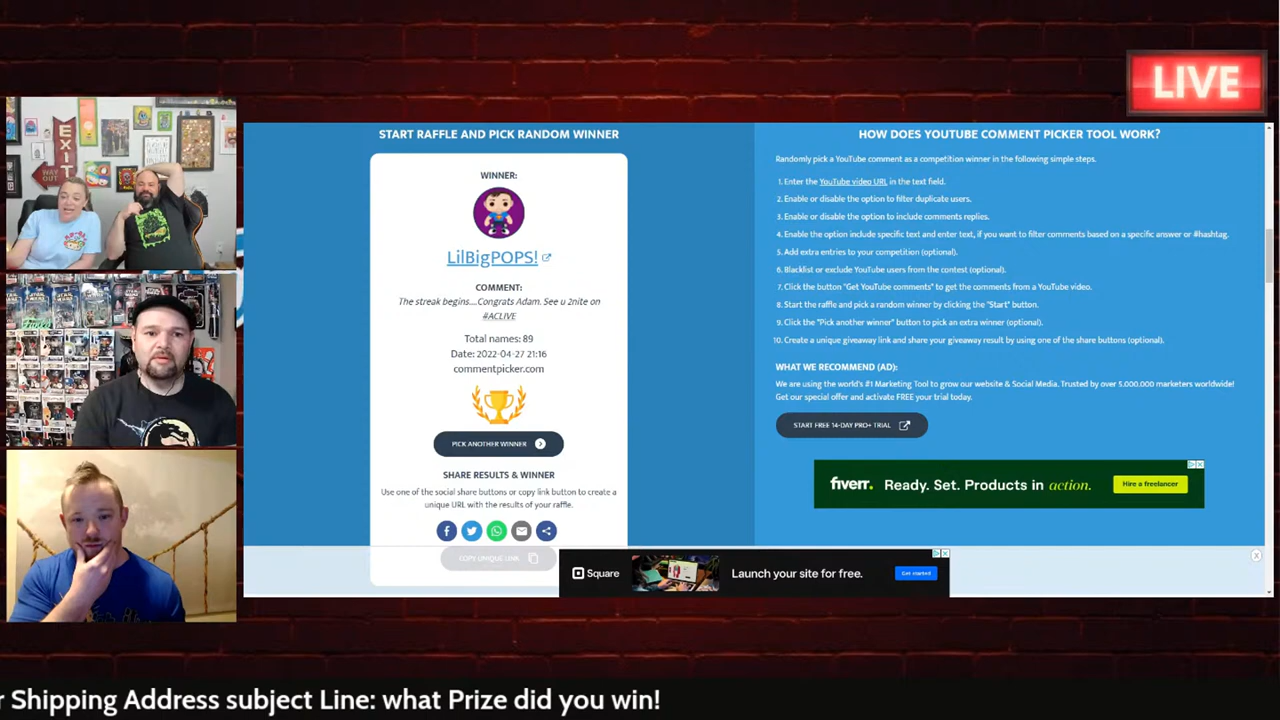 LIVE
EXIT
WAY OUT
START RAFFLE AND PICK RANDOM WINNER
WINNER:
LilBigPOPS!
COMMENT:
The streak begins....Congrats Adam. See u 2nite on
#ACLIVE
Total names: 89
Date: 2022-04-27 21:16
commentpicker.com
PICK ANOTHER WINNER
SHARE RESULTS & WINNER
Use one of the social share buttons or copy link button to create a
unique URL with the results of your raffle.
COPY UNIQUE LINK
HOW DOES YOUTUBE COMMENT PICKER TOOL WORK?
Randomly pick a YouTube comment as a competition winner in the following simple steps.
1. Enter the YouTube video URL in the text field.
2. Enable or disable the option to filter duplicate users.
3. Enable or disable the option to include comments replies.
4. Enable the option include specific text and enter text, if you want to filter comments based on a specific answer or #hashtag.
5. Add extra entries to your competition (optional).
6. Blacklist or exclude YouTube users from the contest (optional).
7. Click the button "Get YouTube comments" to get the comments from a YouTube video.
8. Start the raffle and pick a random winner by clicking the "Start" button.
9. Click the "Pick another winner" button to pick an extra winner (optional).
10. Create a unique giveaway link and share your giveaway result by using one of the share buttons (optional).
WHAT WE RECOMMEND (AD):
We are using the world's #1 Marketing Tool to grow our website & Social Media. Trusted by over 5.000.000 marketers worldwide!
Get our special offer and activate FREE your trial today.
START FREE 14-DAY PRO+ TRIAL
fiverr. Ready. Set. Products in action. Hire a freelancer
Square Launch your site for free. Get started
r Shipping Address subject Line: what Prize did you win!